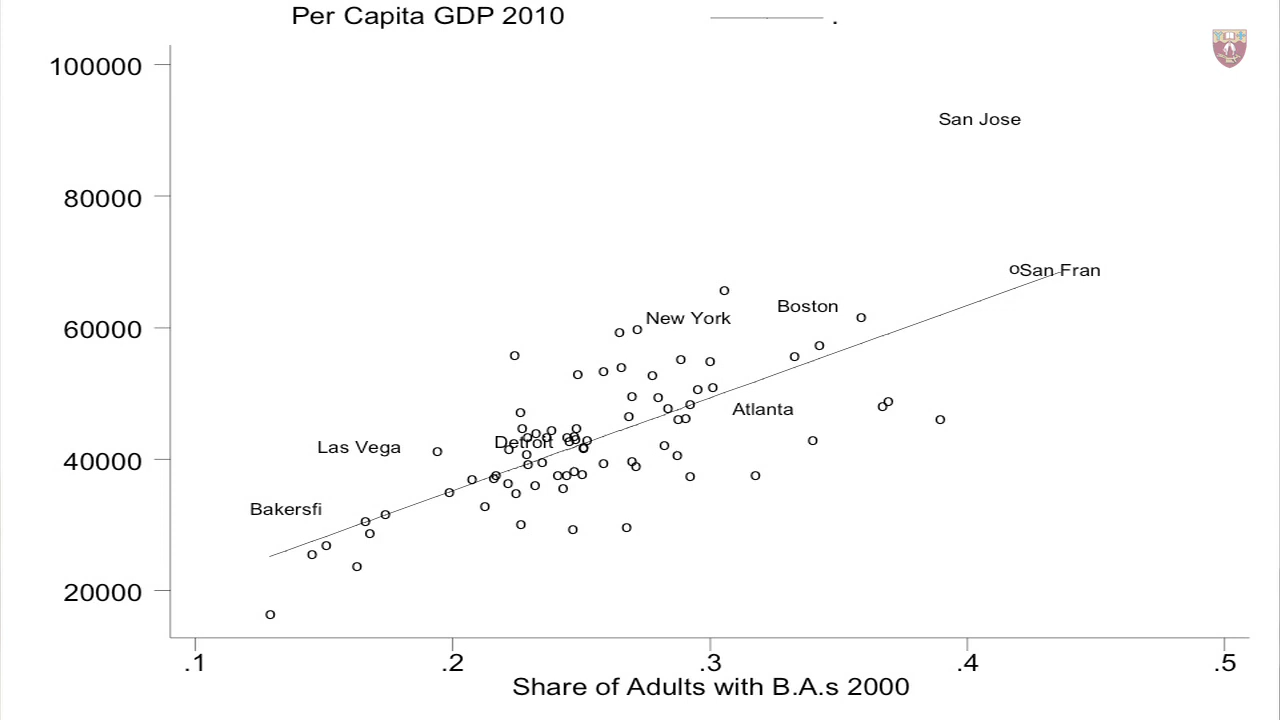 Per Capita GDP 2010 .
100000
San Jose
80000
San Fran
60000
New York
Boston
Atlanta
Las Vega
Detroit
40000
Bakersfi
20000
.1 .2 .3 .4 .5
Share of Adults with B.A.s 2000